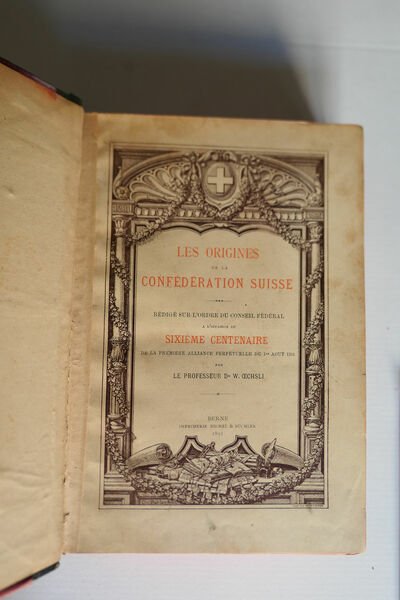 LES ORIGINES
DE LA
CONFÉDÉRATION SUISSE
RÉDIGÉ SUR L'ORDRE DU CONSEIL FÉDÉRAL
A L'OCCASION DU
SIXIÈME CENTENAIRE
DE LA PREMIÈRE ALLIANCE PERPÉTUELLE DU 1er AOUT 1291
PAR
LE PROFESSEUR Dr W. ŒCHSLI
BERNE
IMPRIMERIE
1891